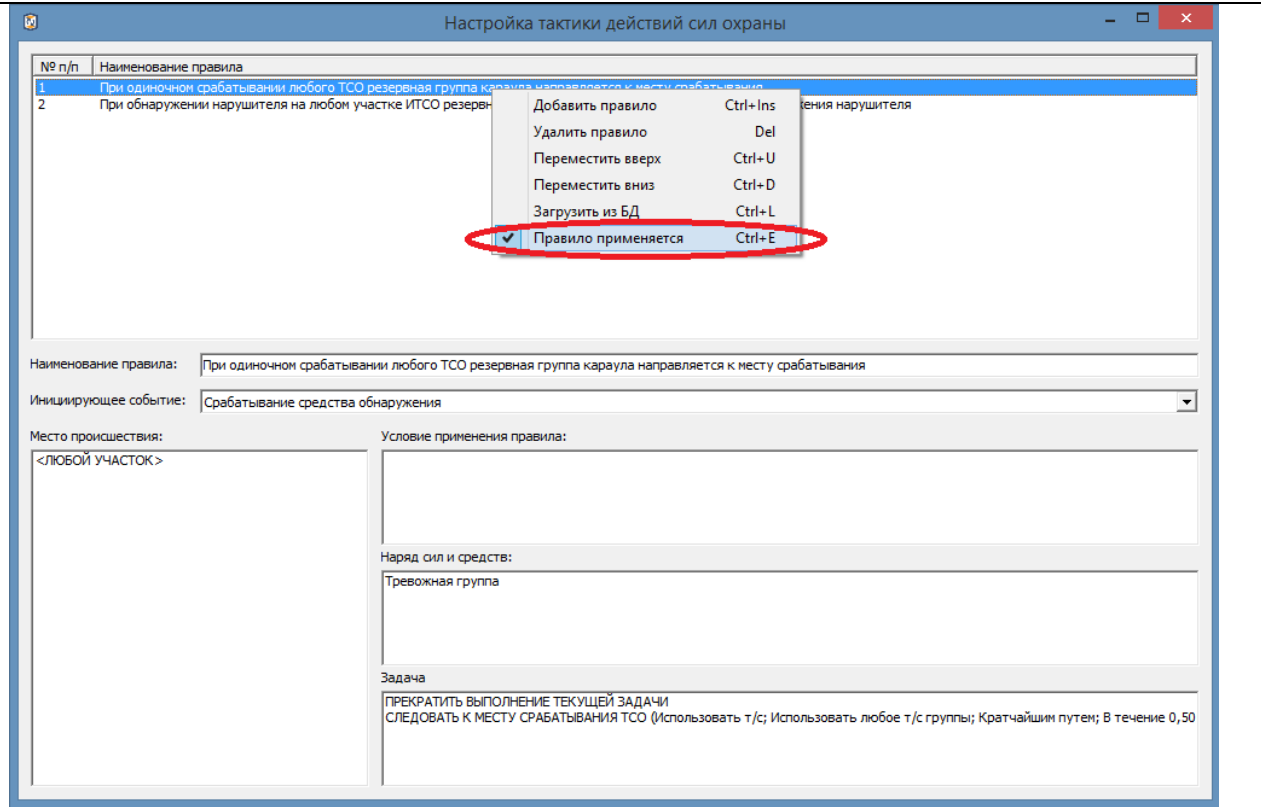 Настройка тактики действий сил охраны
№ п/п Наименование правила
1 При одиночном срабатывании любого ТСО резервная группа караула направляется к месту срабатывания
2 При обнаружении нарушителя на любом участке ИТСО резервн
жения нарушителя
Добавить правило Ctrl+Ins
Удалить правило Del
Переместить вверх Ctrl+U
Переместить вниз Ctrl+D
Загрузить из БД Ctrl+L
Правило применяется Ctrl+E
Наименование правила: При одиночном срабатывании любого ТСО резервная группа караула направляется к месту срабатывания
Инициирующее событие: Срабатывание средства обнаружения
Место происшествия:
<ЛЮБОЙ УЧАСТОК>
Условие применения правила:
Наряд сил и средств:
Тревожная группа
Задача
ПРЕКРАТИТЬ ВЫПОЛНЕНИЕ ТЕКУЩЕЙ ЗАДАЧИ
СЛЕДОВАТЬ К МЕСТУ СРАБАТЫВАНИЯ ТСО (Использовать т/с; Использовать любое т/с группы; Кратчайшим путем; В течение 0,50